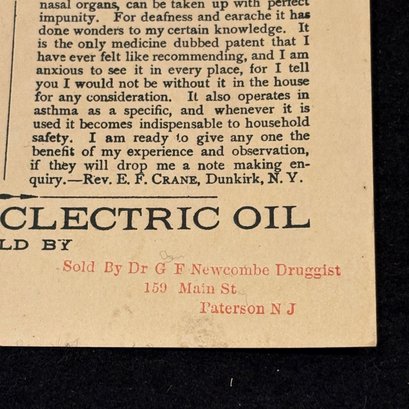 nasal organs, can be taken up with perfect
impunity. For deafness and earache it has
done wonders to my certain knowledge. It
is the only medicine dubbed patent that I
have ever felt like recommending, and I am
anxious to see it in every place, for I tell
you I would not be without it in the house
for any consideration. It also operates in
asthma as a specific, and whenever it is
used it becomes indispensable to household
safety. I am ready to give any one the
benefit of my experience and observation,
if they will drop me a note making en-
quiry.—Rev. E. F. CRANE, Dunkirk, N. Y.
CLECTRIC OIL
LD BY
Sold By Dr G F Newcombe Druggist
159 Main St
Paterson N J